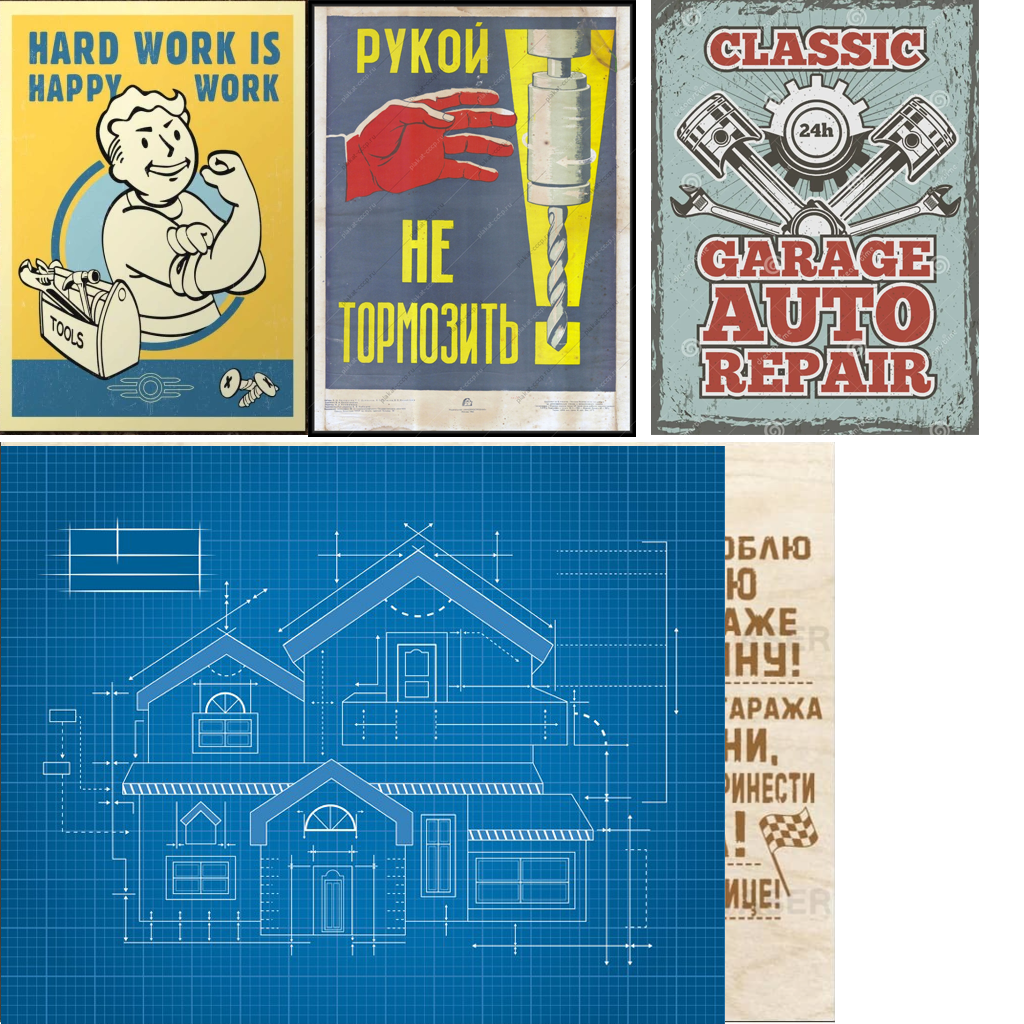 HARD WORK IS
HAPPY WORK
TOOLS
РУКОЙ
НЕ
ТОРМОЗИТЬ
!
CLASSIC
24h
GARAGE
AUTO
REPAIR
ОБЛЮ
Ю
АЖЕ
НУ!
ГАРАЖА
НИ,
РИНЕСТИ
!
ИЦЕ!